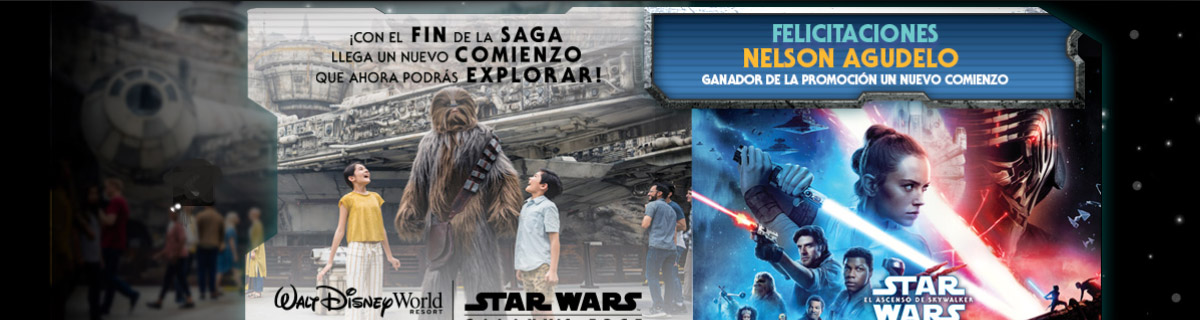 ¡CON EL FIN DE LA SAGA
LLEGA UN NUEVO COMIENZO
QUE AHORA PODRÁS EXPLORAR!
FELICITACIONES
NELSON AGUDELO
GANADOR DE LA PROMOCIÓN UN NUEVO COMIENZO
WALT DISNEY World
RESORT
STAR WARS
STAR
EL ASCENSO DE SKYWALKER
WARS